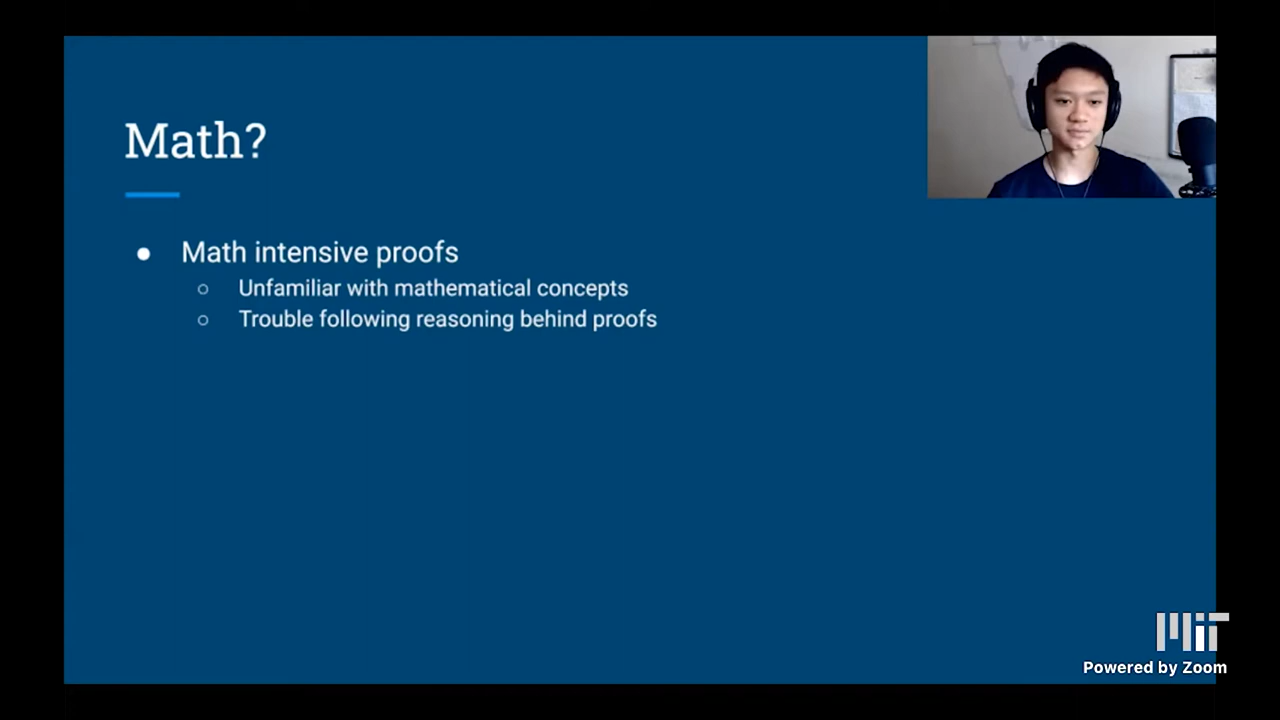 Math?
● Math intensive proofs
○ Unfamiliar with mathematical concepts
○ Trouble following reasoning behind proofs
MIT
Powered by Zoom